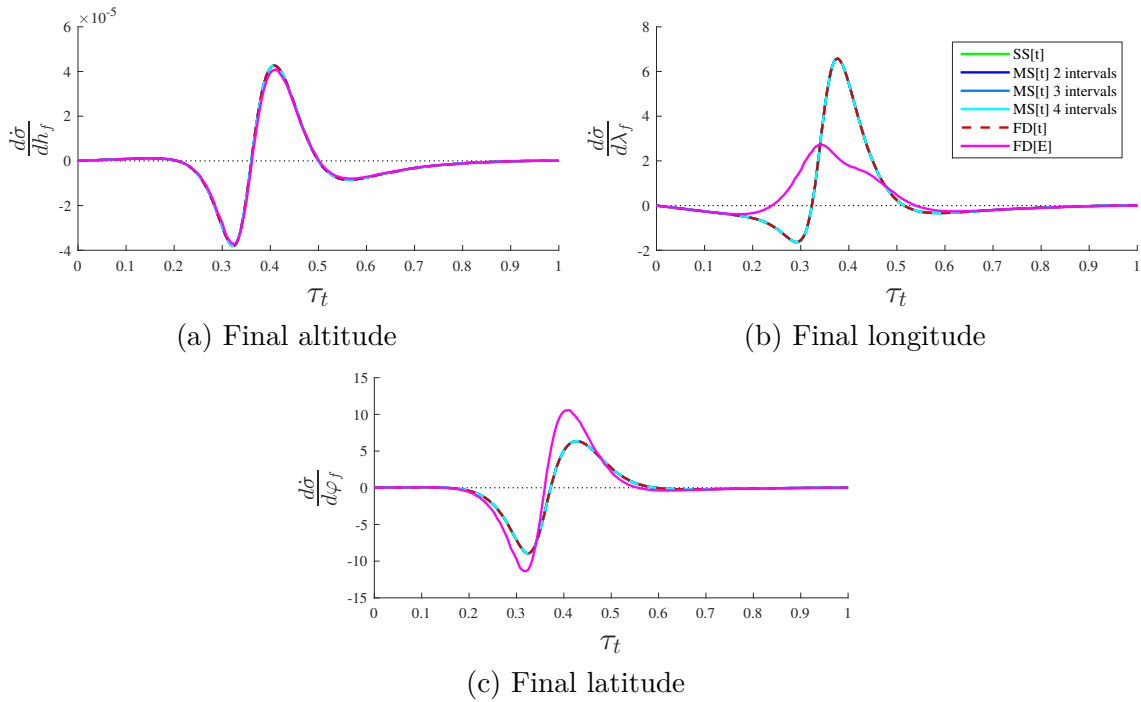 ×10⁻⁵
6
4
2
0
-2
-4
dσ̇/dh_f
0 0.1 0.2 0.3 0.4 0.5 0.6 0.7 0.8 0.9 1
τ_t
(a) Final altitude
8
6
4
2
0
-2
dσ̇/dλ_f
SS[t]
MS[t] 2 intervals
MS[t] 3 intervals
MS[t] 4 intervals
FD[t]
FD[E]
0 0.1 0.2 0.3 0.4 0.5 0.6 0.7 0.8 0.9 1
τ_t
(b) Final longitude
15
10
5
0
-5
-10
-15
dσ̇/dφ_f
0 0.1 0.2 0.3 0.4 0.5 0.6 0.7 0.8 0.9 1
τ_t
(c) Final latitude